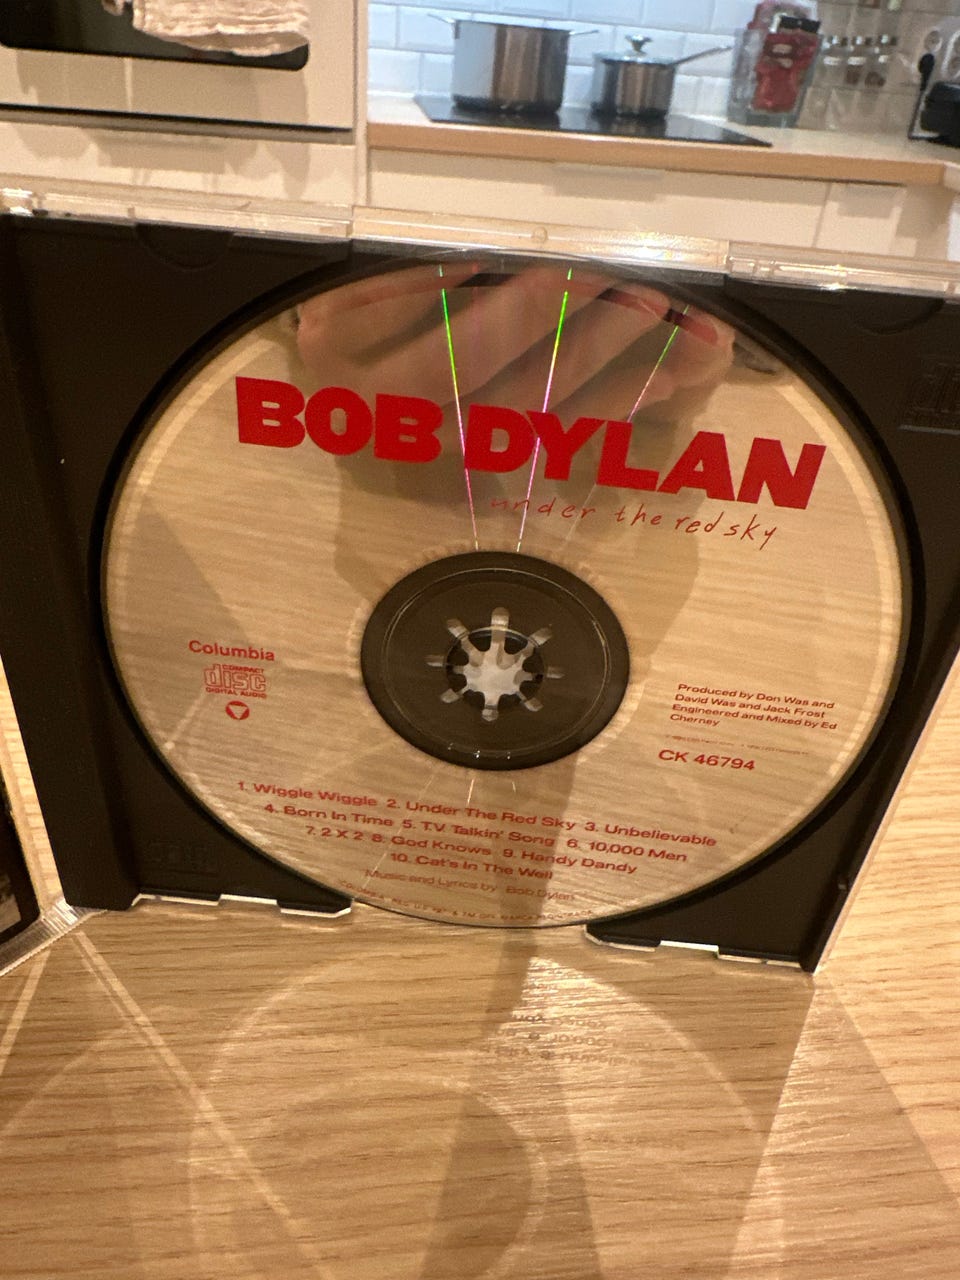 BOB DYLAN
under the red sky
Columbia
COMPACT
disc
DIGITAL AUDIO
Produced by Don Was and
David Was and Jack Frost
Engineered and Mixed by Ed
Cherney
CK 46794
1. Wiggle Wiggle 2. Under The Red Sky 3. Unbelievable
4. Born In Time 5. T.V. Talkin' Song 6. 10,000 Men
7. 2 X 2 8. God Knows 9. Handy Dandy
10. Cat's In The Well
Music and Lyrics by Bob Dylan